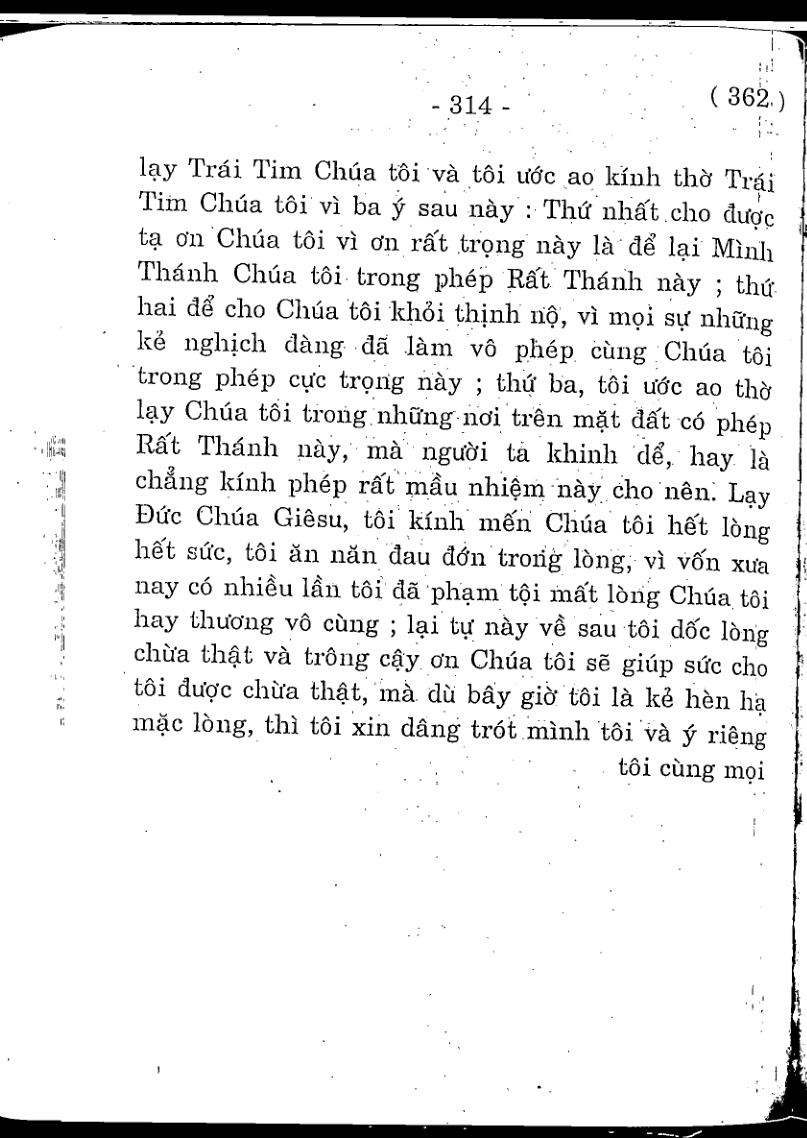 - 314 -
( 362 )
lạy Trái Tim Chúa tôi và tôi ước ao kính thờ Trái
Tim Chúa tôi vì ba ý sau này : Thứ nhất cho được
tạ ơn Chúa tôi vì ơn rất trọng này là để lại Mình
Thánh Chúa tôi trong phép Rất Thánh này ; thứ
hai để cho Chúa tôi khỏi thịnh nộ, vì mọi sự những
kẻ nghịch đàng đã làm vô phép cùng Chúa tôi
trong phép cực trọng này ; thứ ba, tôi ước ao thờ
lạy Chúa tôi trong những nơi trên mặt đất có phép
Rất Thánh này, mà người ta khinh dể, hay là
chẳng kính phép rất mầu nhiệm này cho nên. Lạy
Đức Chúa Giêsu, tôi kính mến Chúa tôi hết lòng
hết sức, tôi ăn năn đau đớn trong lòng, vì vốn xưa
nay có nhiều lần tôi đã phạm tội mất lòng Chúa tôi
hay thương vô cùng ; lại tự này về sau tôi dốc lòng
chừa thật và trông cậy ơn Chúa tôi sẽ giúp sức cho
tôi được chừa thật, mà dù bây giờ tôi là kẻ hèn hạ
mặc lòng, thì tôi xin dâng trót mình tôi và ý riêng
tôi cùng mọi